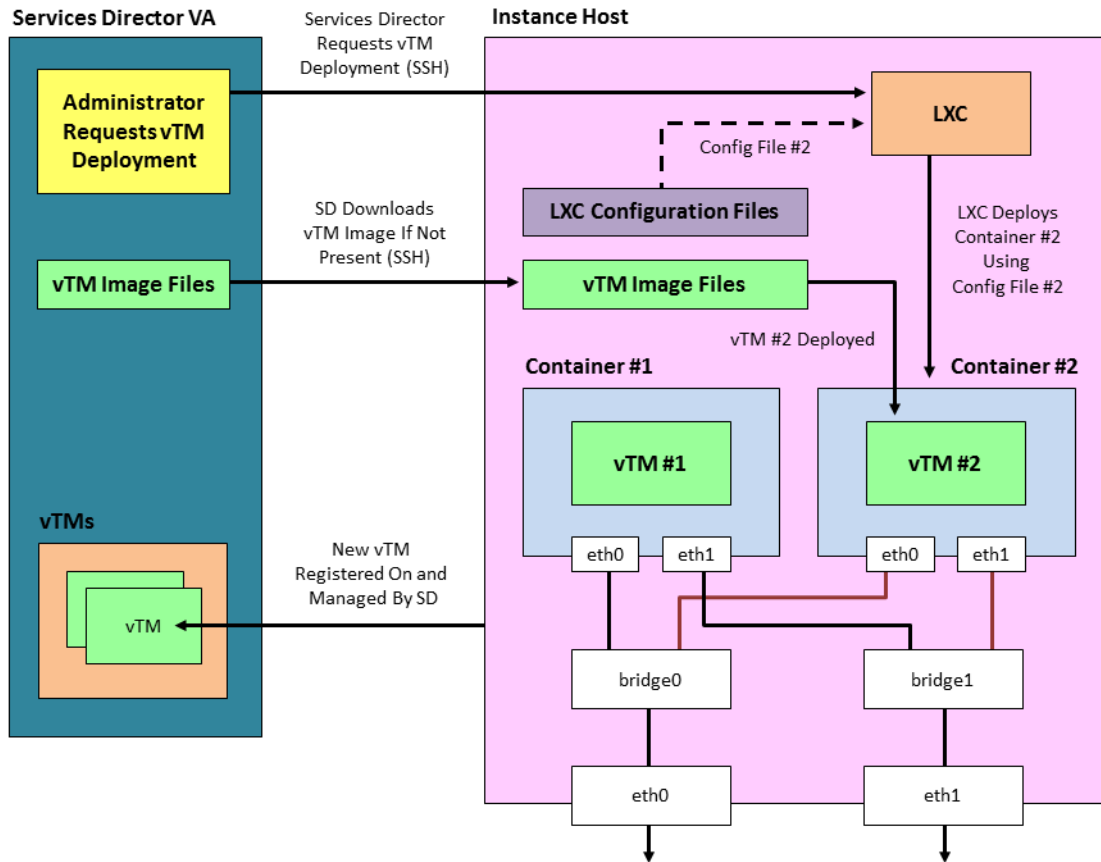 Services Director VA
Instance Host
Services Director
Requests vTM
Deployment (SSH)
Administrator
Requests vTM
Deployment
LXC
Config File #2
LXC Configuration Files
SD Downloads
vTM Image If Not
Present (SSH)
LXC Deploys
Container #2
Using
Config File #2
vTM Image Files
vTM Image Files
vTM #2 Deployed
Container #1
Container #2
vTM #1
vTM #2
vTMs
New vTM
Registered On and
Managed By SD
eth0
eth1
eth0
eth1
vTM
bridge0
bridge1
eth0
eth1